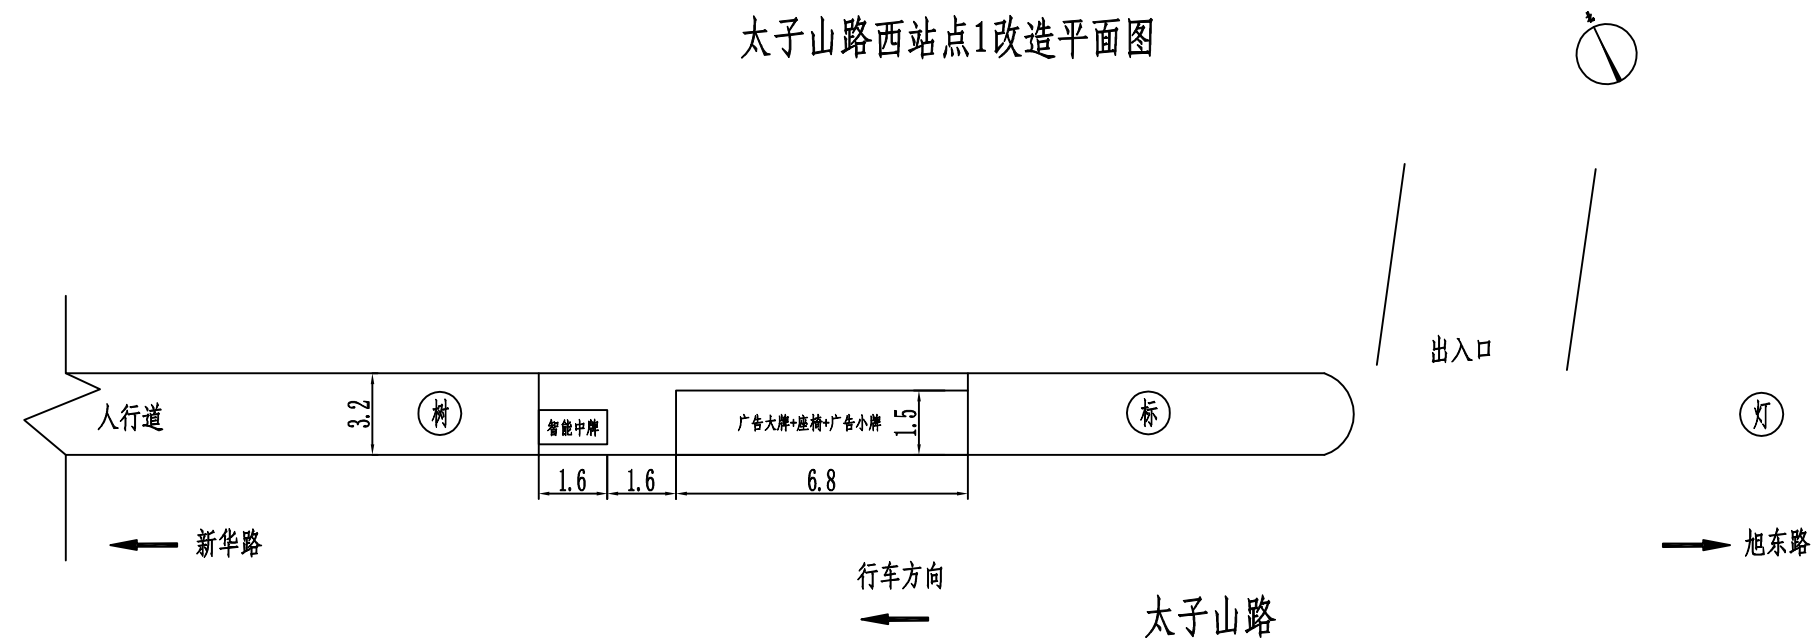 太子山路西站点1改造平面图
北
出入口
人行道
3.2
树
智能中牌
广告大牌+座椅+广告小牌
1.5
标
灯
1.6
1.6
6.8
新华路
旭东路
行车方向
太子山路